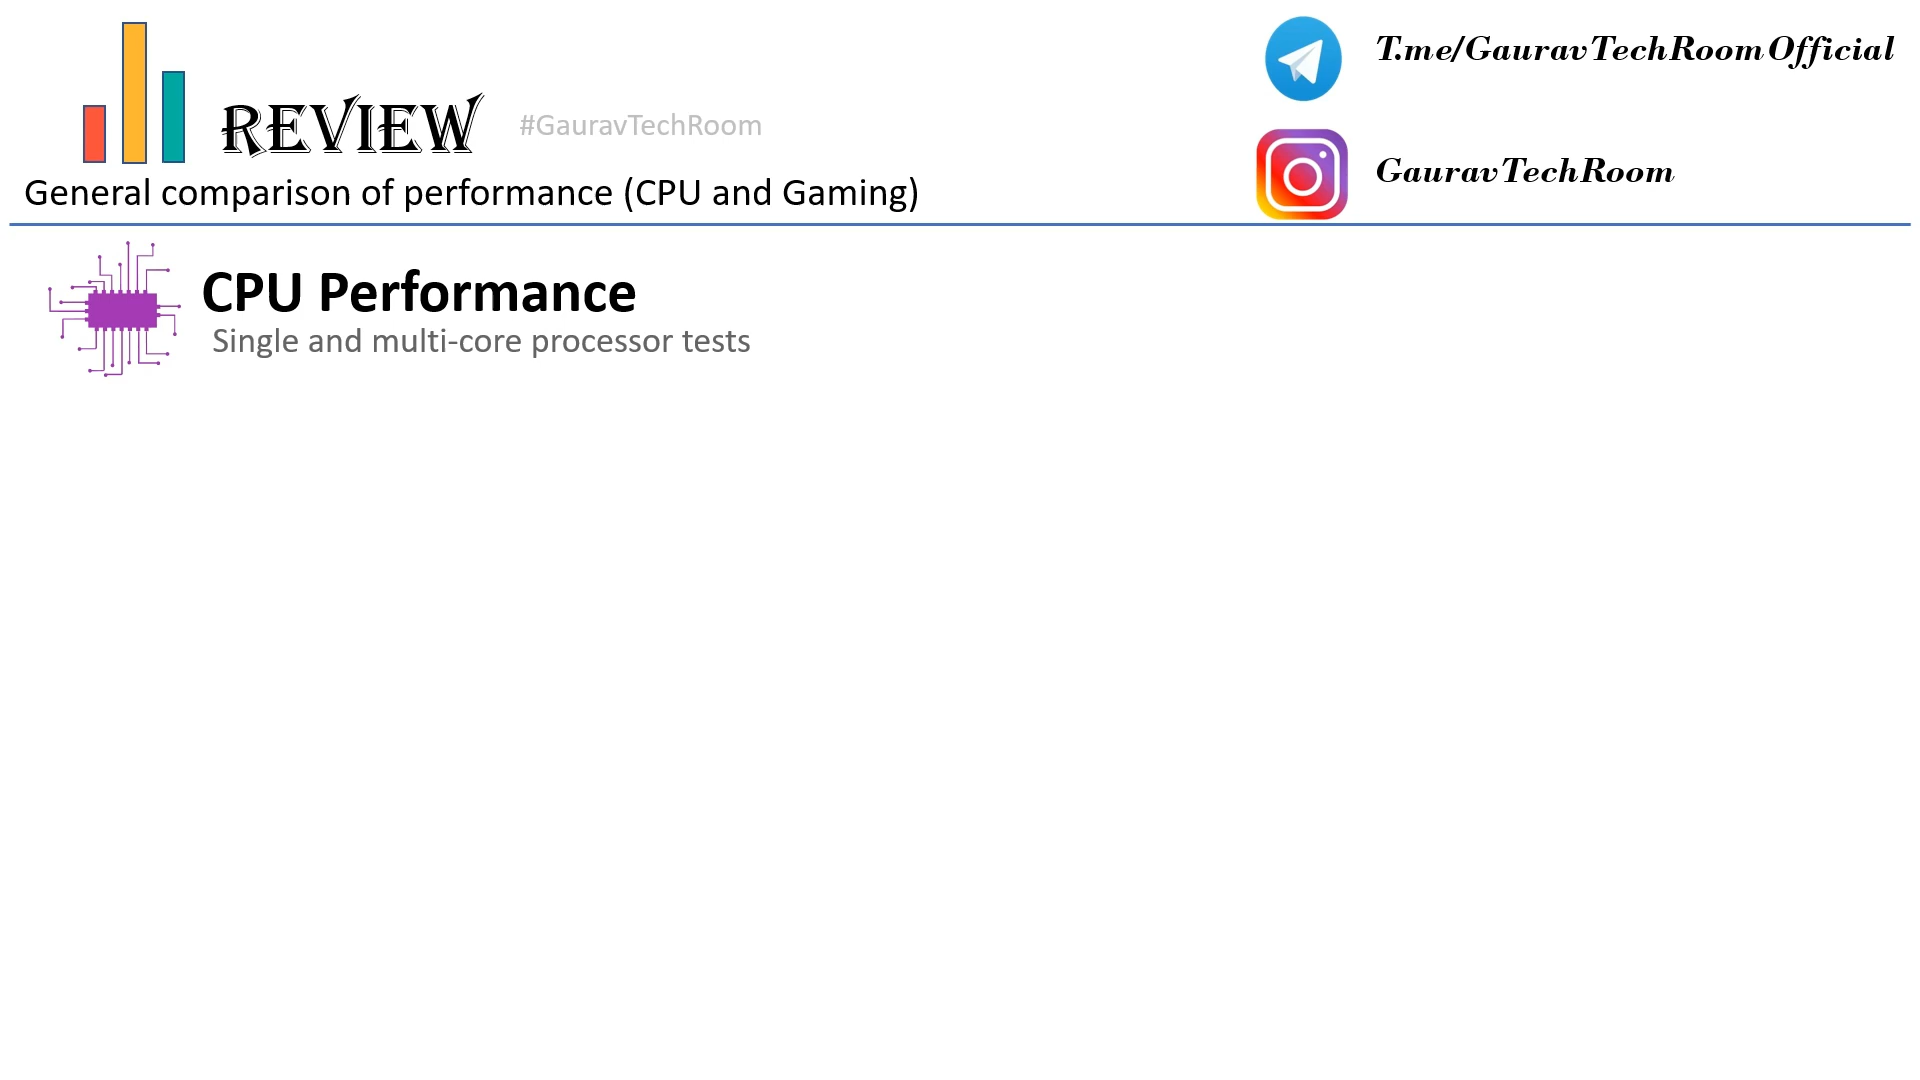 REVIEW #GauravTechRoom
General comparison of performance (CPU and Gaming)
T.me/GauravTechRoomOfficial
GauravTechRoom
CPU Performance
Single and multi-core processor tests